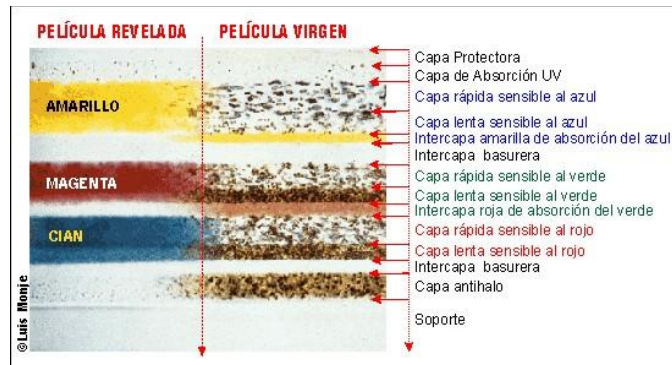 PELÍCULA REVELADA
PELÍCULA VIRGEN
Capa Protectora
Capa de Absorción UV
AMARILLO
Capa rápida sensible al azul
Capa lenta sensible al azul
Intercapa amarilla de absorción del azul
Intercapa basurera
MAGENTA
Capa rápida sensible al verde
Capa lenta sensible al verde
Intercapa roja de absorción del verde
CIAN
Capa rápida sensible al rojo
Capa lenta sensible al rojo
Intercapa basurera
Capa antihalo
Soporte
©Luis Monje